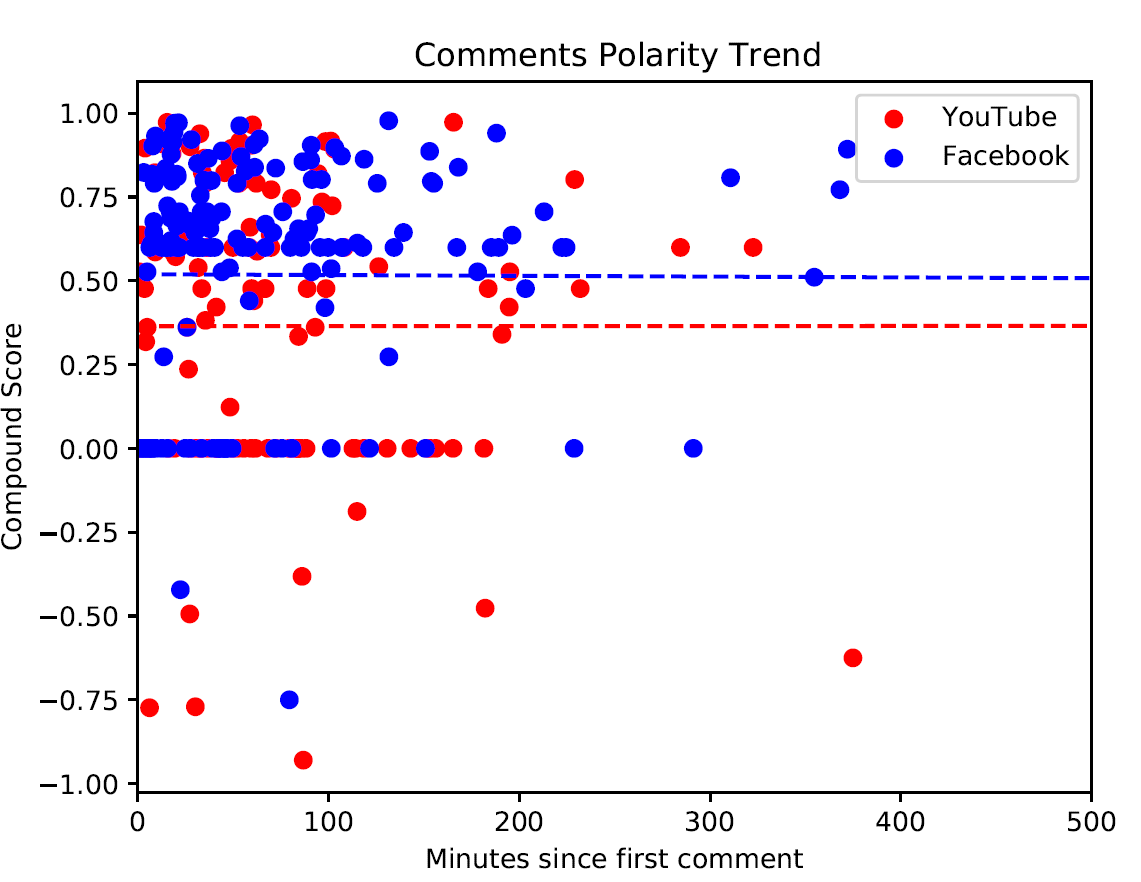 Comments Polarity Trend
YouTube
Facebook
1.00
0.75
0.50
0.25
0.00
−0.25
−0.50
−0.75
−1.00
Compound Score
0 100 200 300 400 500
Minutes since first comment